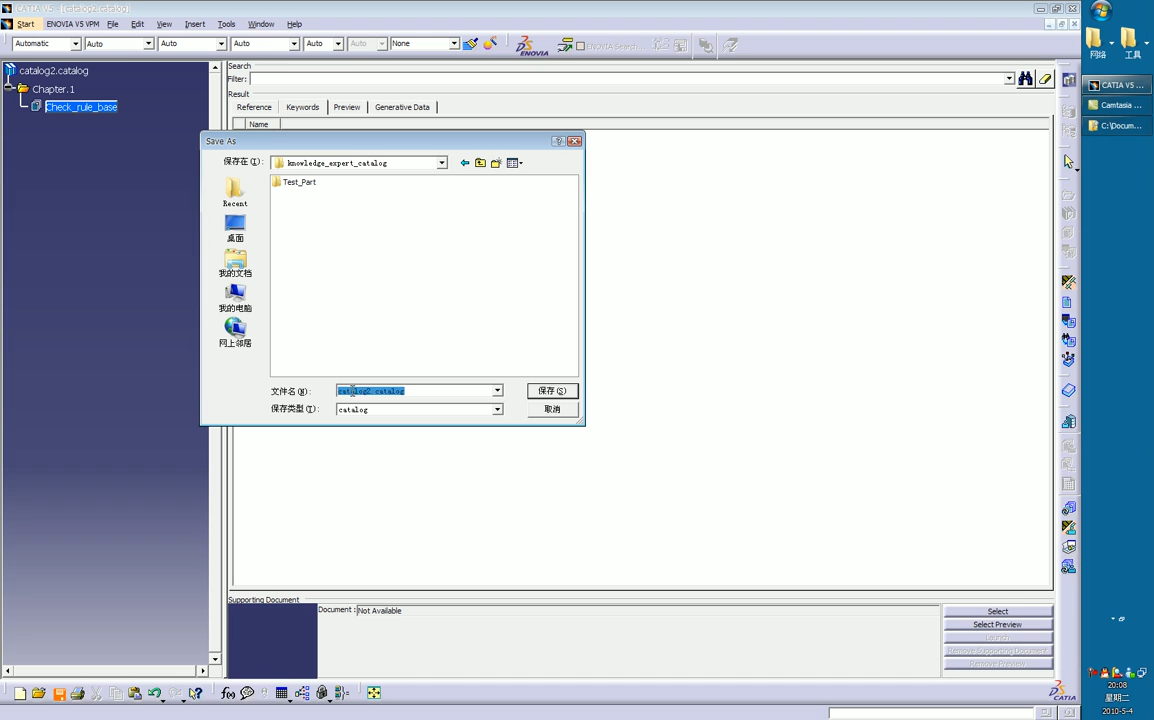 CATIA V5 - [catalog2.catalog]
Start ENOVIA V5 VPM File Edit View Insert Tools Window Help
Automatic Auto Auto Auto Auto Auto None ENOVIA ENOVIA Search...
catalog2.catalog
Chapter.1
Check_rule_base
Search
Filter:
Result
Reference Keywords Preview Generative Data
Name
Save As
保存在(I): knowledge_expert_catalog
Test_Part
Recent
桌面
我的文档
我的电脑
网上邻居
文件名(N): catalog2.catalog 保存(S)
保存类型(T): catalog 取消
Supporting Document
Document : Not Available
Select
Select Preview
Launch
Remove Supporting Document
Remove Preview
CATIA
网络 工具
CATIA V5 ...
Camtasia
C:\Docum...
20:08
星期二
2010-5-4